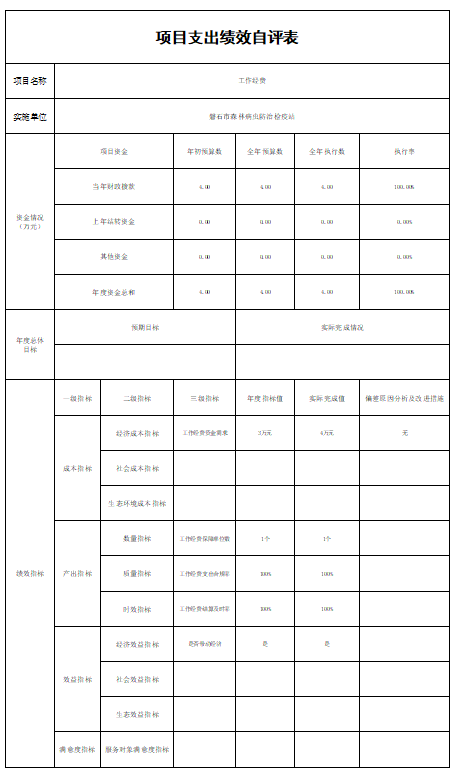 项目支出绩效自评表
项目名称 工作经费
实施单位 磐石市森林病虫防治检疫站
资金情况（万元） 项目资金 年初预算数 全年预算数 全年执行数 执行率
当年财政拨款 4.00 4.00 4.00 100.00%
上年结转资金 0.00 0.00 0.00 0.00%
其他资金 0.00 0.00 0.00 0.00%
年度资金总和 4.00 4.00 4.00 100.00%
年度总体目标 预期目标 实际完成情况
绩效指标 一级指标 二级指标 三级指标 年度指标值 实际完成值 偏差原因分析及改进措施
成本指标 经济成本指标 工作经费资金需求 3万元 4万元 无
社会成本指标
生态环境成本指标
产出指标 数量指标 工作经费保障单位数 1个 1个
质量指标 工作经费支付合规率 100% 100%
时效指标 工作经费结算及时率 100% 100%
效益指标 经济效益指标 是否带动经济 是 是
社会效益指标
生态效益指标
满意度指标 服务对象满意度指标